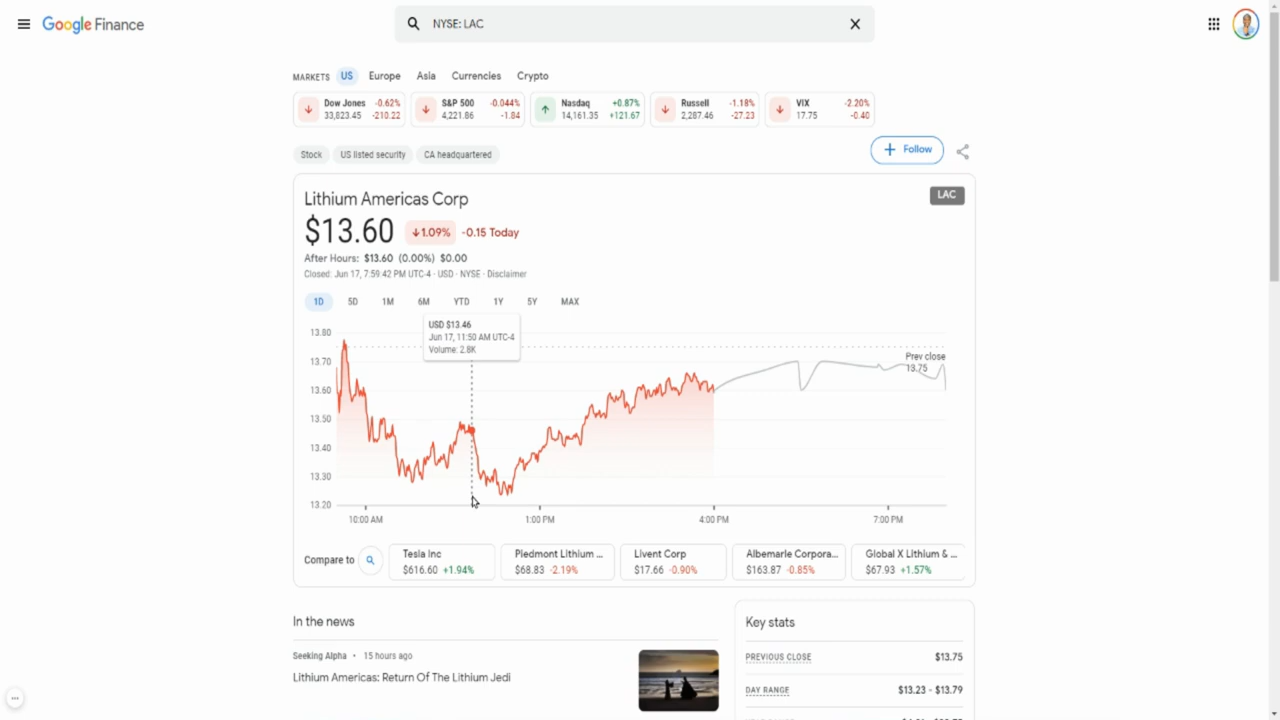 Google Finance
NYSE: LAC
MARKETS US Europe Asia Currencies Crypto
Dow Jones -0.62%
33,823.45 -210.22
S&P 500 -0.044%
4,221.86 -1.84
Nasdaq +0.87%
14,161.35 +121.67
Russell -1.18%
2,287.46 -27.23
VIX -2.20%
17.75 -0.40
Stock US listed security CA headquartered
+ Follow
Lithium Americas Corp
LAC
$13.60 ↓1.09% -0.15 Today
After Hours: $13.60 (0.00%) $0.00
Closed: Jun 17, 7:59:42 PM UTC-4 · USD · NYSE · Disclaimer
1D 5D 1M 6M YTD 1Y 5Y MAX
USD $13.46
Jun 17, 11:50 AM UTC-4
Volume: 2.8K
13.80
13.70
13.60
13.50
13.40
13.30
13.20
Prev close
13.75
10:00 AM 1:00 PM 4:00 PM 7:00 PM
Compare to
Tesla Inc
$616.60 +1.94%
Piedmont Lithium ...
$68.83 -2.19%
Livent Corp
$17.66 -0.90%
Albemarle Corpora...
$163.87 -0.85%
Global X Lithium & ...
$67.93 +1.57%
In the news
Seeking Alpha • 15 hours ago
Lithium Americas: Return Of The Lithium Jedi
Key stats
PREVIOUS CLOSE $13.75
DAY RANGE $13.23 - $13.79